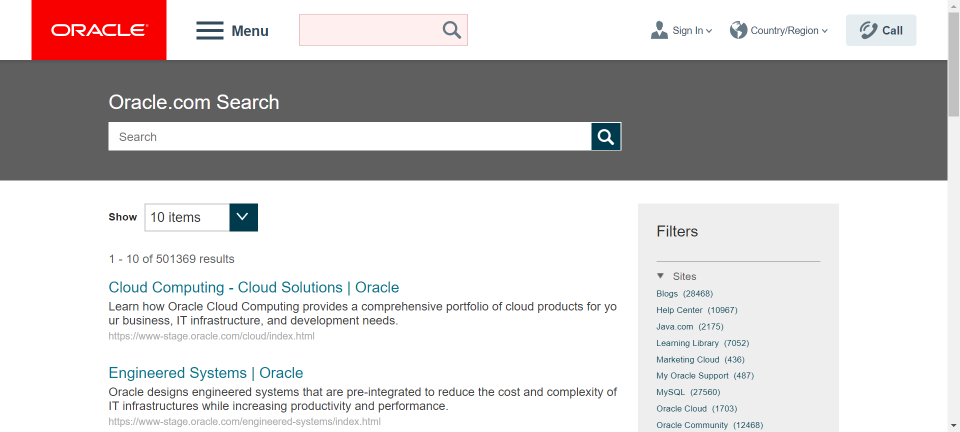 ORACLE
Menu
Sign In
Country/Region
Call
Oracle.com Search
Search
Show
10 items
1 - 10 of 501369 results
Cloud Computing - Cloud Solutions | Oracle
Learn how Oracle Cloud Computing provides a comprehensive portfolio of cloud products for yo
ur business, IT infrastructure, and development needs.
https://www-stage.oracle.com/cloud/index.html
Engineered Systems | Oracle
Oracle designs engineered systems that are pre-integrated to reduce the cost and complexity of
IT infrastructures while increasing productivity and performance.
https://www-stage.oracle.com/engineered-systems/index.html
Filters
Sites
Blogs (28468)
Help Center (10967)
Java.com (2175)
Learning Library (7052)
Marketing Cloud (436)
My Oracle Support (487)
MySQL (27560)
Oracle Cloud (1703)
Oracle Community (12468)